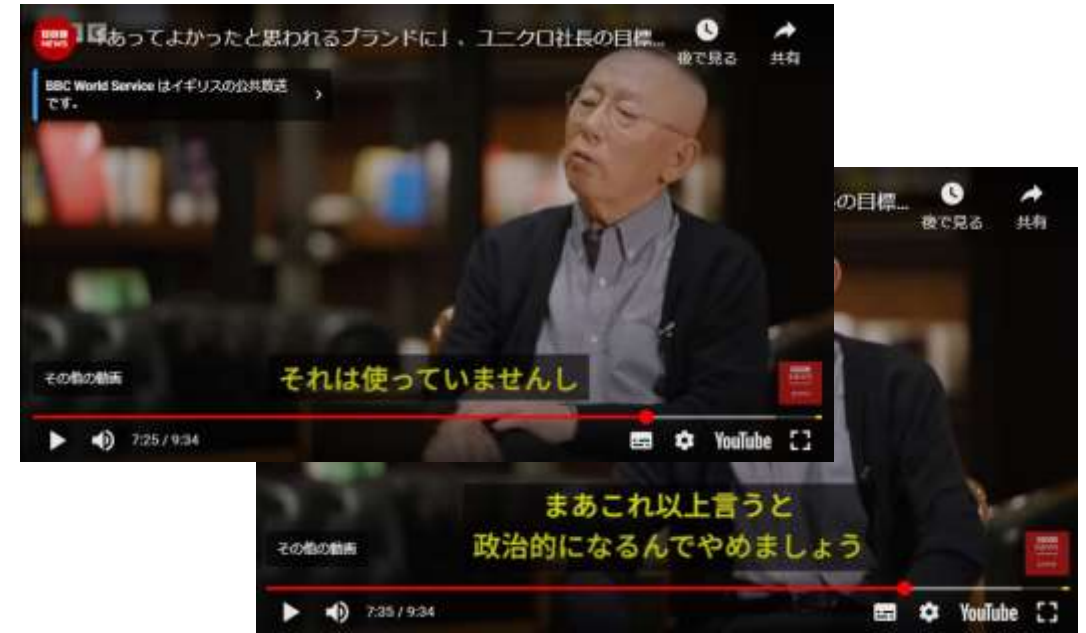 BBC
NEWS
「あってよかったと思われるブランドに」、ユニクロ社長の目標...
後で見る
共有
BBC World Service はイギリスの公共放送
です。
その他の動画
それは使っていませんし
7:25 / 9:34
YouTube
の目標...
後で見る
共有
その他の動画
まあこれ以上言うと
政治的になるんでやめましょう
7:35 / 9:34
YouTube